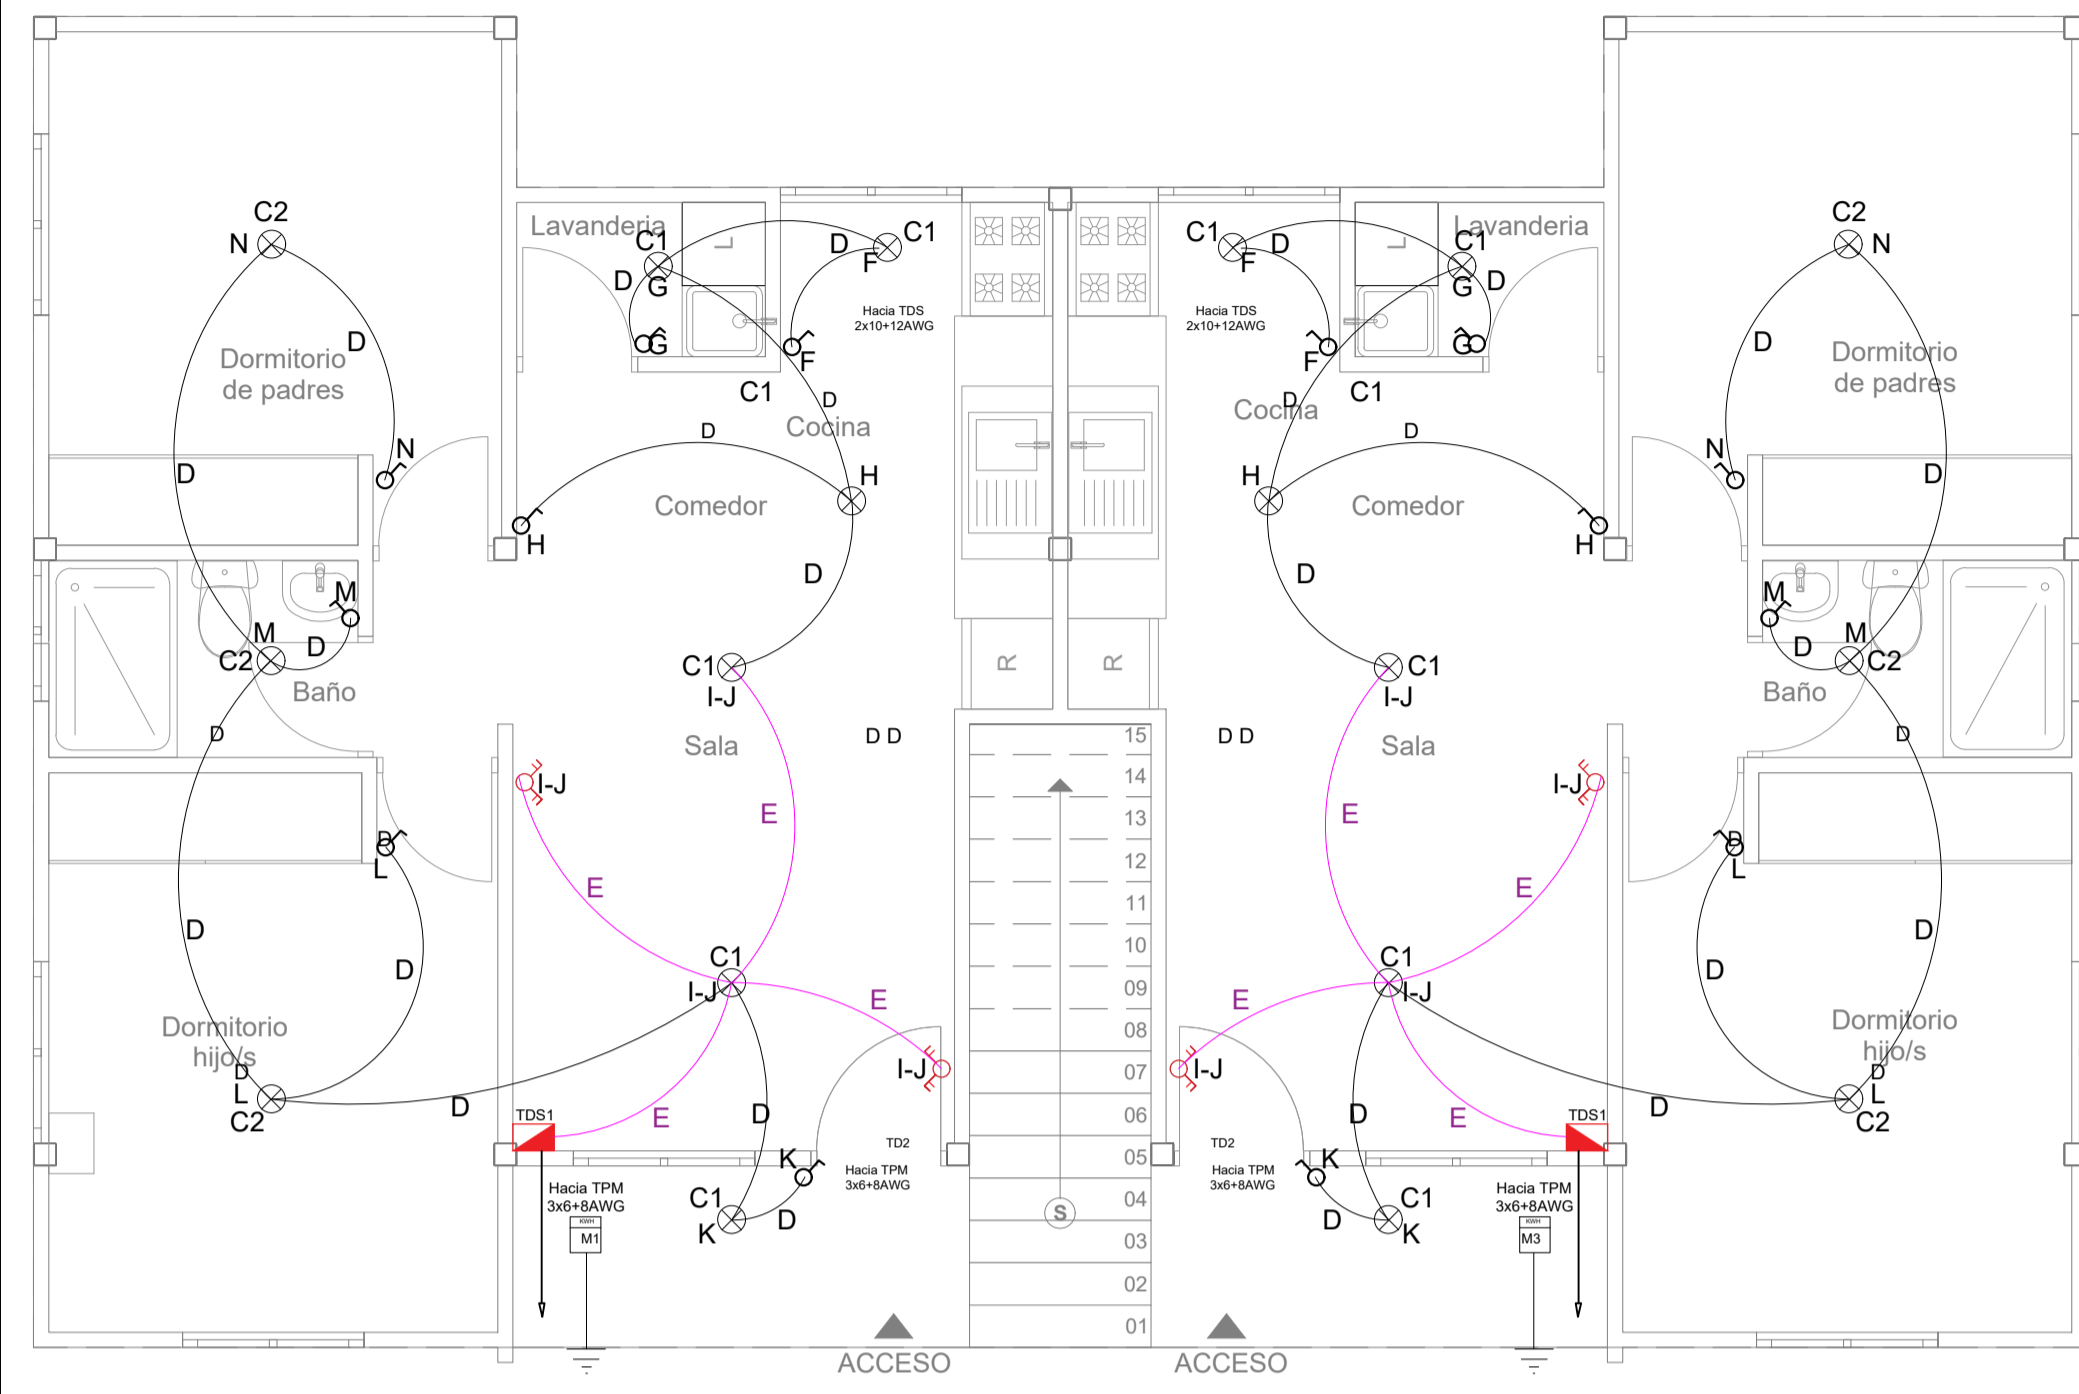 C2
N
Lavanderia
C1
D
F
C1
L
D
G
G
F
Hacia TDS
2x10+12AWG
D
Dormitorio
de padres
C1
D
Cocina
D
N
D
H
Comedor
H
D
M
M
D
C2
Baño
D
C1
I-J
Sala
D D
I-J
E
D
L
E
D
D
C1
I-J
E
I-J
Dormitorio
hijo/s
D
L
C2
D
TDS1
E
D
TD2
K
Hacia TPM
3x6+8AWG
Hacia TPM
3x6+8AWG
C1
K
D
KWH
M1
ACCESO
R
R
15
14
13
12
11
10
09
08
07
06
05
04
S
03
02
01
C2
N
C1
D
F
L
Lavanderia
C1
D
G
G
F
Hacia TDS
2x10+12AWG
D
Dormitorio
de padres
C1
D
Cocina
D
N
D
H
Comedor
H
D
M
M
D
C2
Baño
D
C1
I-J
D D
Sala
I-J
E
D
L
E
D
D
C1
I-J
E
I-J
Dormitorio
hijo/s
D
L
C2
D
TDS1
E
D
TD2
K
Hacia TPM
3x6+8AWG
Hacia TPM
3x6+8AWG
C1
K
D
KWH
M3
ACCESO